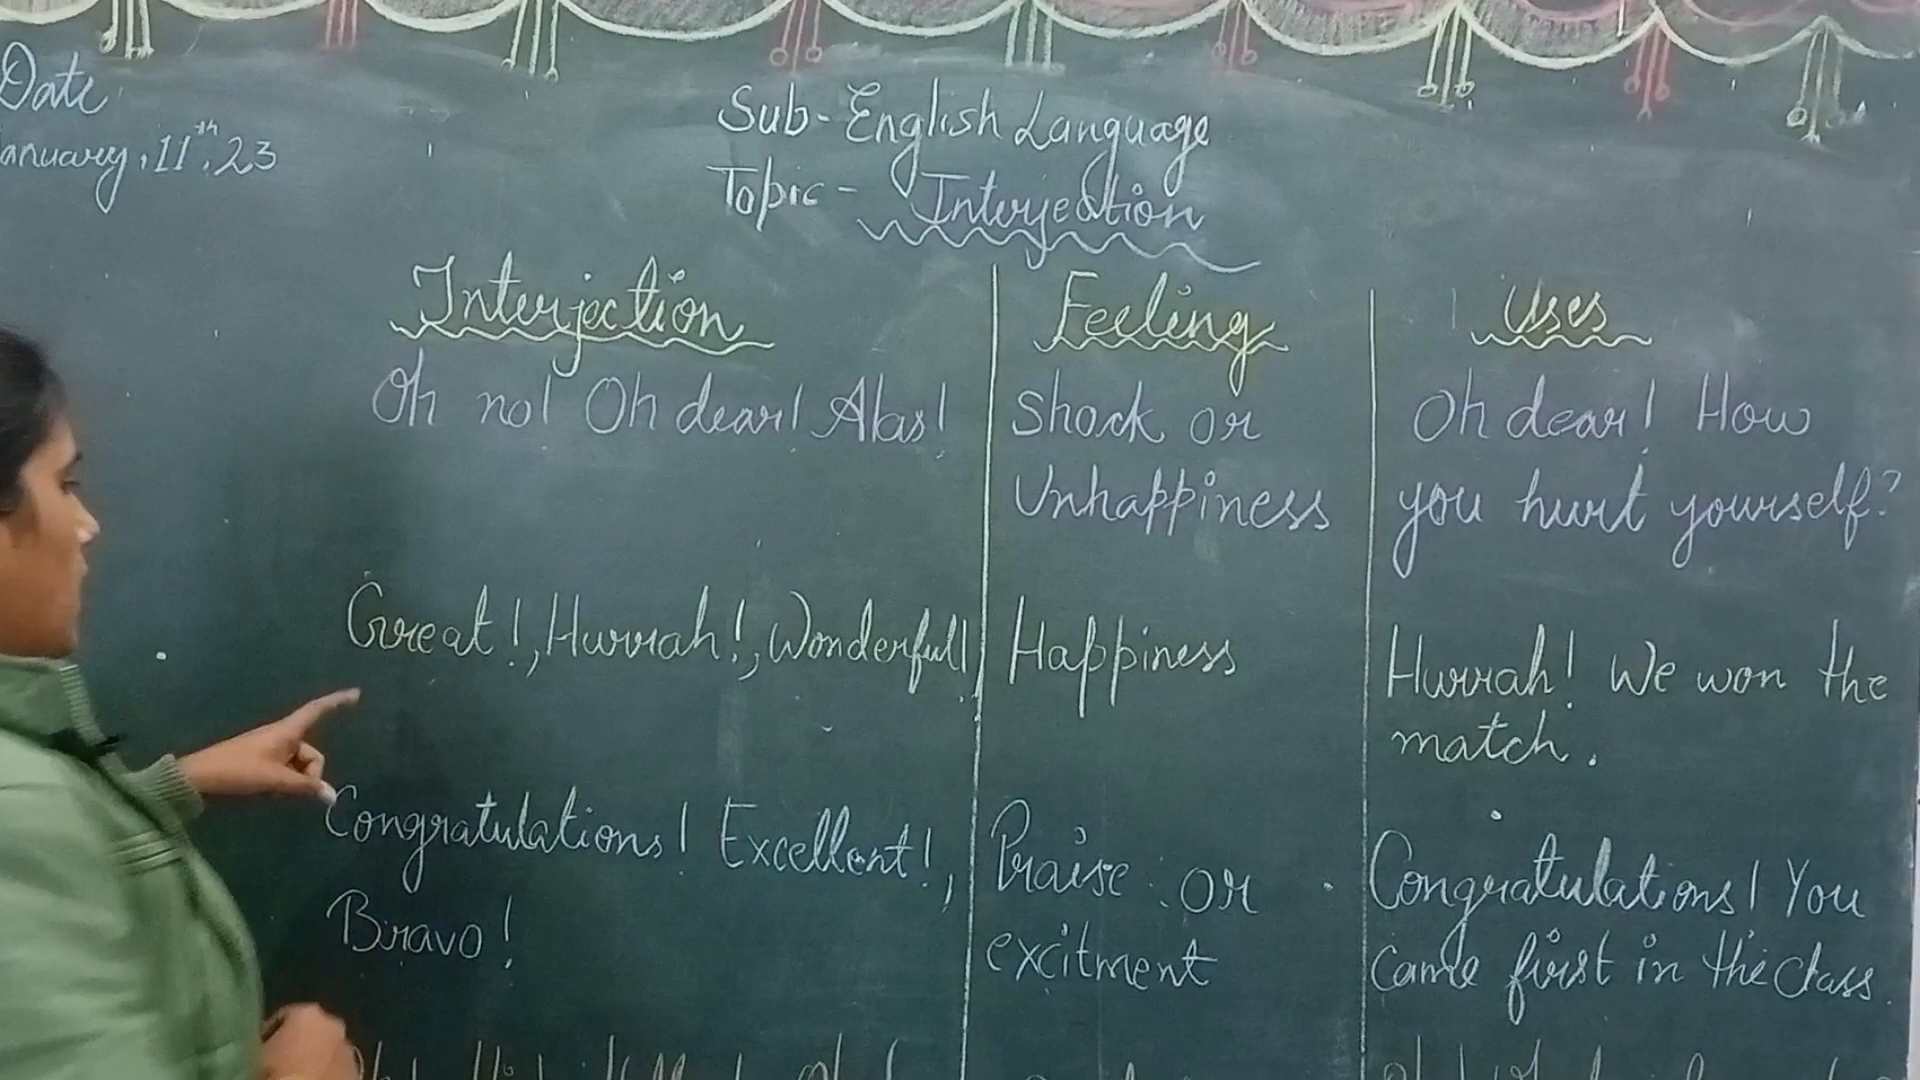 Date
January, 11th, 23
Sub- English Language
Topic- Interjection
Interjection Feeling Uses
Oh no! Oh dear! Alas! Shock or Oh dear! How
Unhappiness you hurt yourself?
Great!, Hurrah!, Wonderful! Happiness Hurrah! We won the
match.
Congratulations! Excellent!, Praise or Congratulations! You
Bravo! excitment came first in the class.